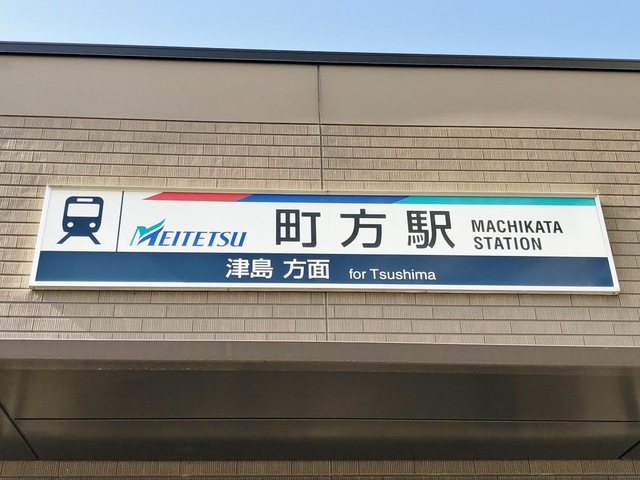 MEITETSU 町方駅 MACHIKATA
STATION
津島 方面 for Tsushima